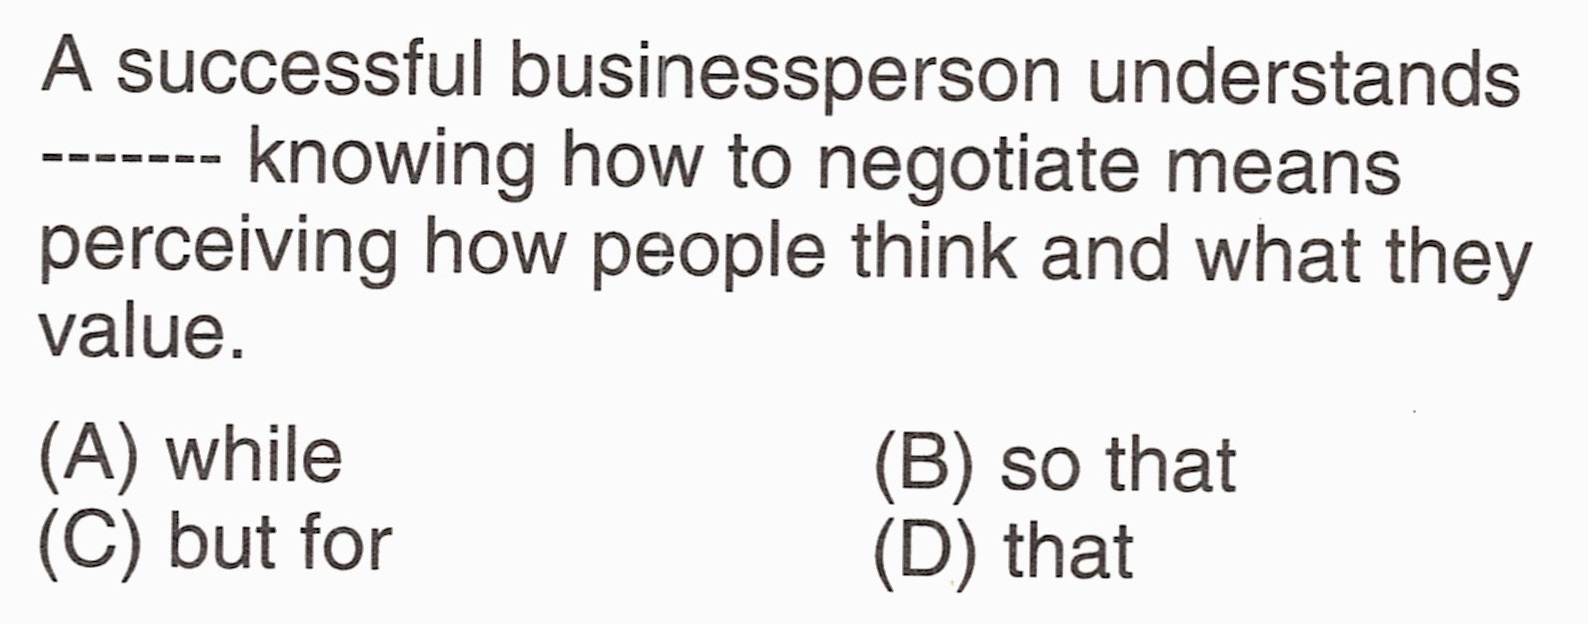 A successful businessperson understands
------- knowing how to negotiate means
perceiving how people think and what they
value.
(A) while (B) so that
(C) but for (D) that